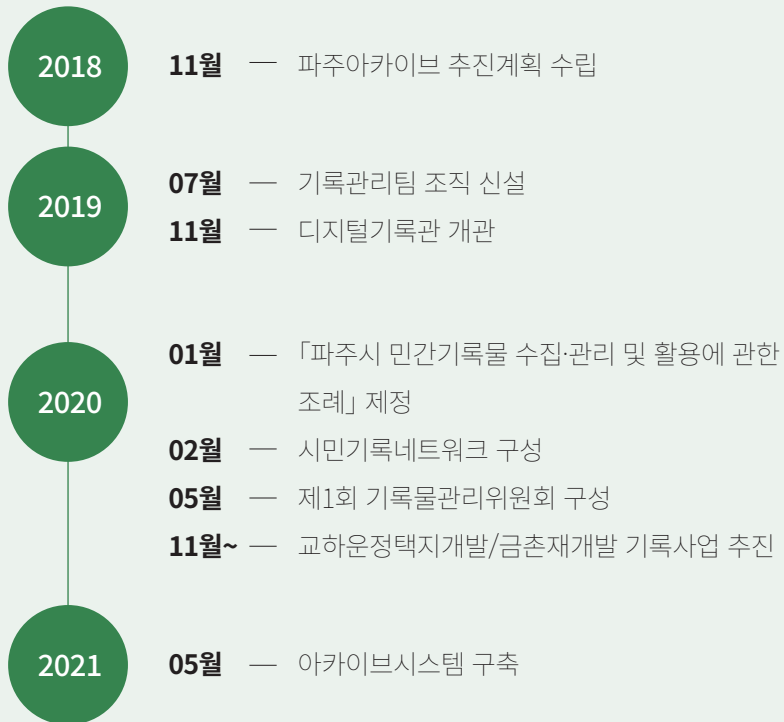 2018
11월 — 파주아카이브 추진계획 수립
2019
07월 — 기록관리팀 조직 신설
11월 — 디지털기록관 개관
2020
01월 — 「파주시 민간기록물 수집·관리 및 활용에 관한
조례」 제정
02월 — 시민기록네트워크 구성
05월 — 제1회 기록물관리위원회 구성
11월~ — 교하운정택지개발/금촌재개발 기록사업 추진
2021
05월 — 아카이브시스템 구축